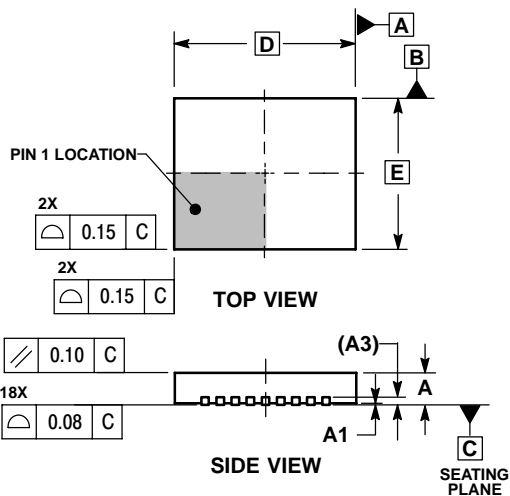 D
A
B
PIN 1 LOCATION
E
2X
⌓ 0.15 C
2X
⌓ 0.15 C
TOP VIEW
⫽ 0.10 C
(A3)
A
18X
⌓ 0.08 C
A1
C
SIDE VIEW
SEATING
PLANE